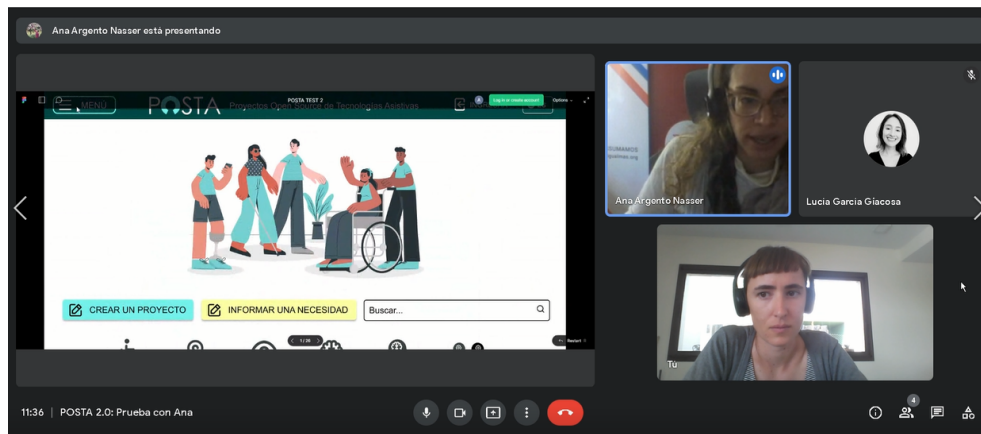 Ana Argento Nasser está presentando
POSTA TEST 2
Log in or create account
Options
MENÚ
POSTA
Proyectos Open Source de Tecnologías Asistivas
CREAR UN PROYECTO
INFORMAR UNA NECESIDAD
Buscar...
1 / 26
Restart
SUMAMOS
Ana Argento Nasser
Lucia Garcia Giacosa
Tú
11:36 | POSTA 2.0: Prueba con Ana
4